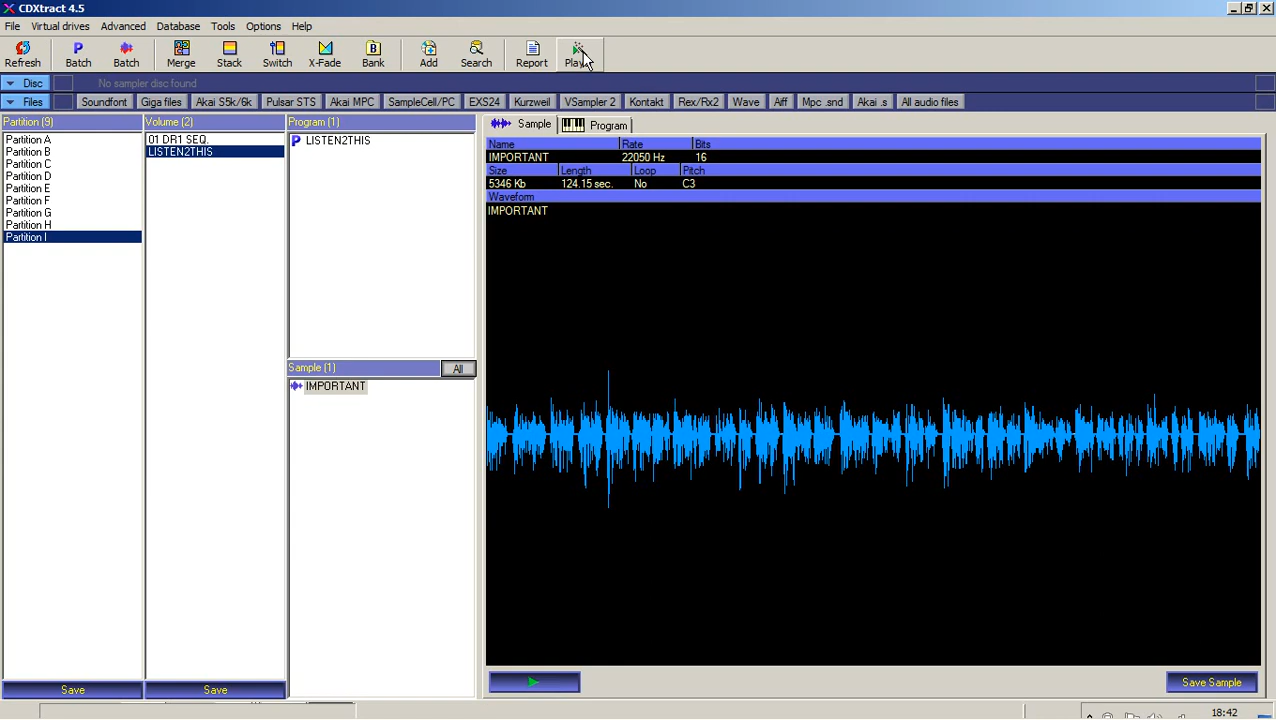 CDXtract 4.5
File Virtual drives Advanced Database Tools Options Help
Refresh Batch Batch Merge Stack Switch X-Fade Bank Add Search Report Play
Disc No sampler disc found
Files Soundfont Giga files Akai S5k/6k Pulsar STS Akai MPC SampleCell/PC EXS24 Kurzweil VSampler 2 Kontakt Rex/Rx2 Wave Aiff Mpc .snd Akai .s All audio files
Partition (9)
Partition A
Partition B
Partition C
Partition D
Partition E
Partition F
Partition G
Partition H
Partition I
Save
Volume (2)
01 DR1 SEQ.
LISTEN2THIS
Save
Program (1)
LISTEN2THIS
Sample (1) All
IMPORTANT
Sample Program
Name Rate Bits
IMPORTANT 22050 Hz 16
Size Length Loop Pitch
5346 Kb 124.15 sec. No C3
Waveform
IMPORTANT
Save Sample
18:42